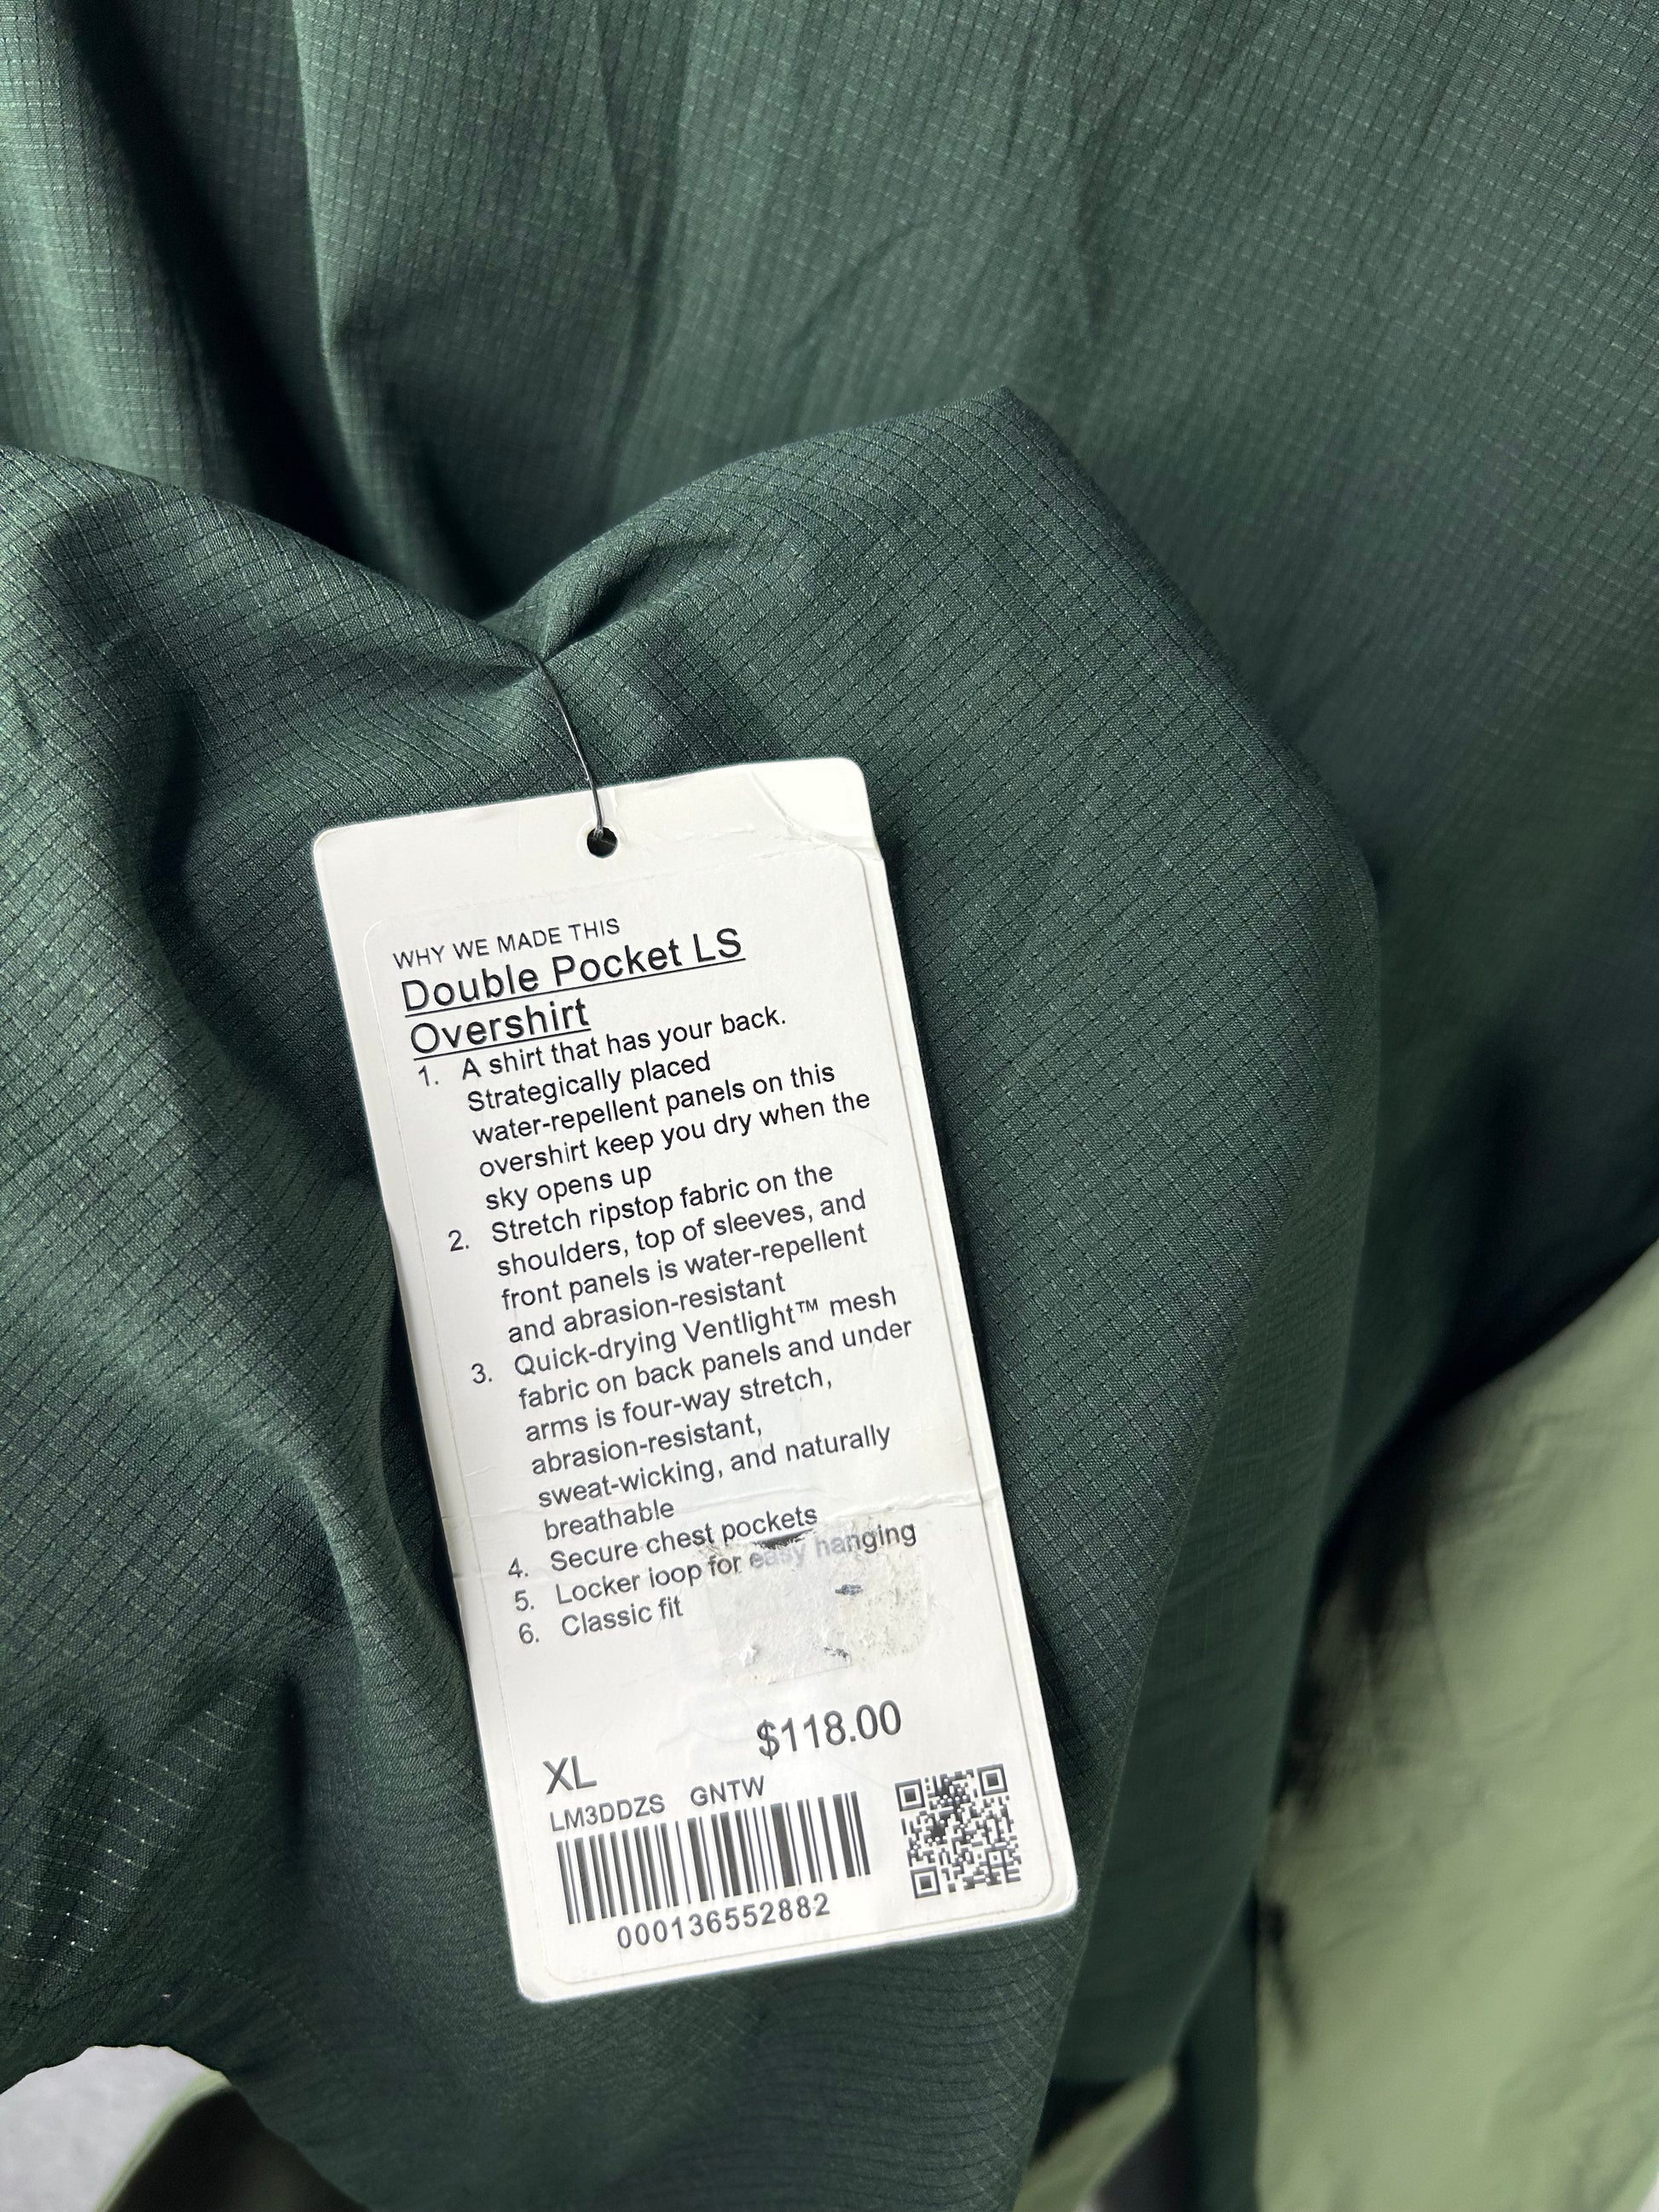 WHY WE MADE THIS
Double Pocket LS
Overshirt
1. A shirt that has your back.
Strategically placed
water-repellent panels on this
overshirt keep you dry when the
sky opens up
2. Stretch ripstop fabric on the
shoulders, top of sleeves, and
front panels is water-repellent
and abrasion-resistant
3. Quick-drying Ventlight™ mesh
fabric on back panels and under
arms is four-way stretch,
abrasion-resistant,
sweat-wicking, and naturally
breathable
4. Secure chest pockets
5. Locker loop for easy hanging
6. Classic fit
$118.00
XL
LM3DDZS GNTW
000136552882